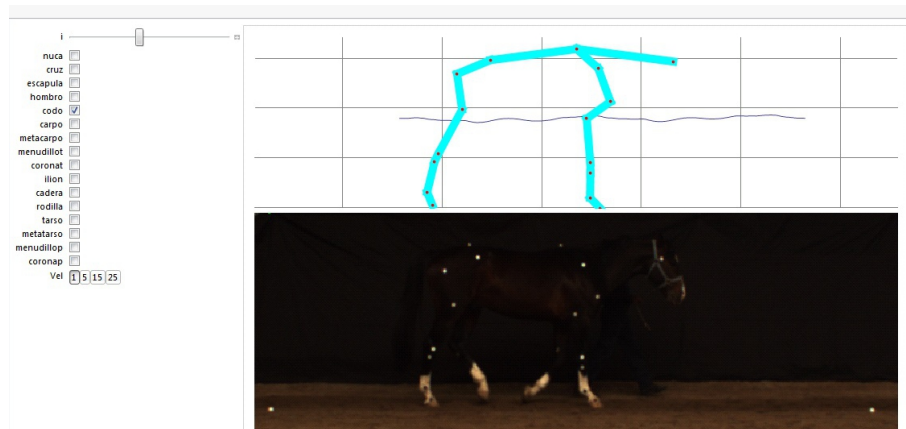 i
nuca
cruz
escapula
hombro
codo
carpo
metacarpo
menudillot
coronat
ilion
cadera
rodilla
tarso
metatarso
menudillop
coronap
Vel 1 5 15 25